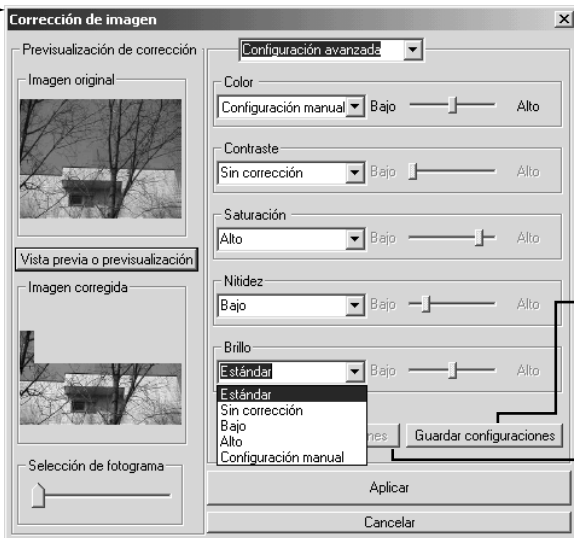 Corrección de imagen
Previsualización de corrección
Imagen original
Vista previa o previsualización
Imagen corregida
Selección de fotograma
Configuración avanzada
Color
Configuración manual Bajo Alto
Contraste
Sin corrección Bajo Alto
Saturación
Alto Bajo Alto
Nitidez
Bajo Bajo Alto
Brillo
Estándar Bajo Alto
Estándar
Sin corrección
Bajo
Alto
Configuración manual
Guardar configuraciones
Aplicar
Cancelar